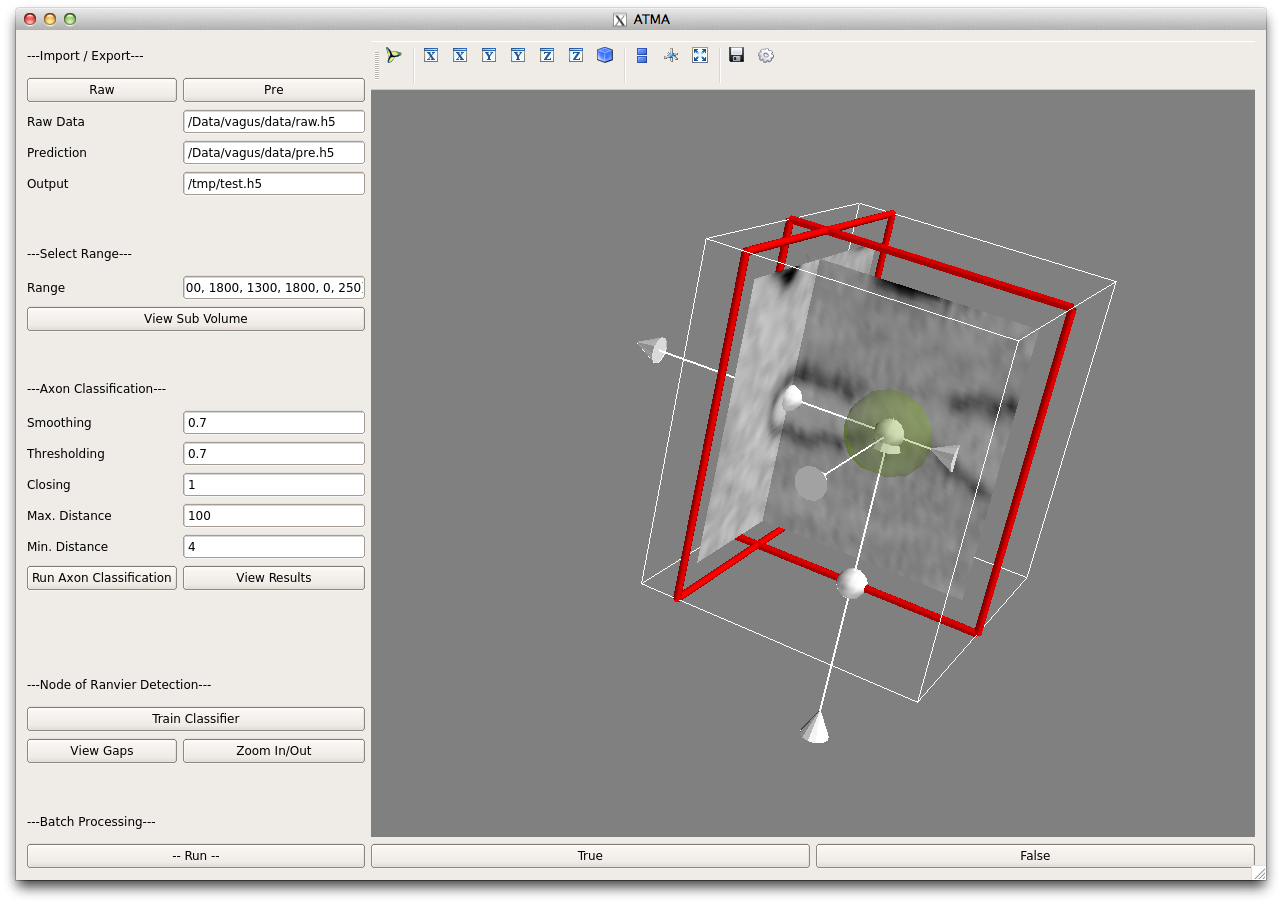 ATMA
---Import / Export---
Raw Pre
Raw Data /Data/vagus/data/raw.h5
Prediction /Data/vagus/data/pre.h5
Output /tmp/test.h5
X X Y Y Z Z
---Select Range---
Range 00, 1800, 1300, 1800, 0, 250
View Sub Volume
---Axon Classification---
Smoothing 0.7
Thresholding 0.7
Closing 1
Max. Distance 100
Min. Distance 4
Run Axon Classification View Results
---Node of Ranvier Detection---
Train Classifier
View Gaps Zoom In/Out
---Batch Processing---
-- Run -- True False